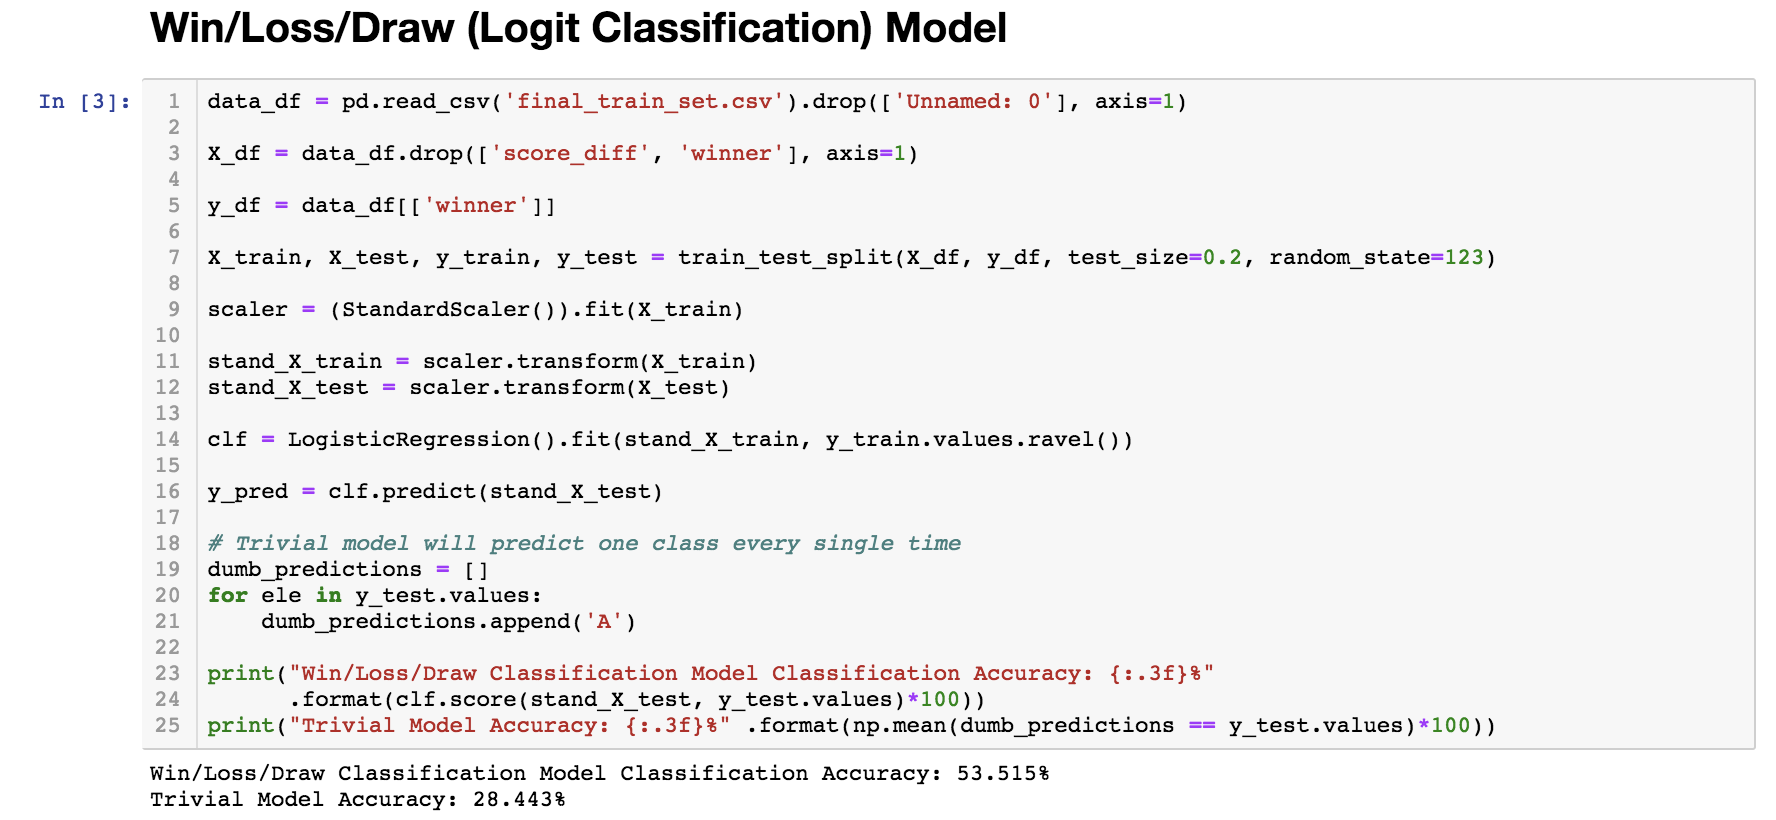 Win/Loss/Draw (Logit Classification) Model
In [3]:
1 data_df = pd.read_csv('final_train_set.csv').drop(['Unnamed: 0'], axis=1)
2
3 X_df = data_df.drop(['score_diff', 'winner'], axis=1)
4
5 y_df = data_df[['winner']]
6
7 X_train, X_test, y_train, y_test = train_test_split(X_df, y_df, test_size=0.2, random_state=123)
8
9 scaler = (StandardScaler()).fit(X_train)
10
11 stand_X_train = scaler.transform(X_train)
12 stand_X_test = scaler.transform(X_test)
13
14 clf = LogisticRegression().fit(stand_X_train, y_train.values.ravel())
15
16 y_pred = clf.predict(stand_X_test)
17
18 # Trivial model will predict one class every single time
19 dumb_predictions = []
20 for ele in y_test.values:
21     dumb_predictions.append('A')
22
23 print("Win/Loss/Draw Classification Model Classification Accuracy: {:.3f}%"
24       .format(clf.score(stand_X_test, y_test.values)*100))
25 print("Trivial Model Accuracy: {:.3f}%" .format(np.mean(dumb_predictions == y_test.values)*100))
Win/Loss/Draw Classification Model Classification Accuracy: 53.515%
Trivial Model Accuracy: 28.443%